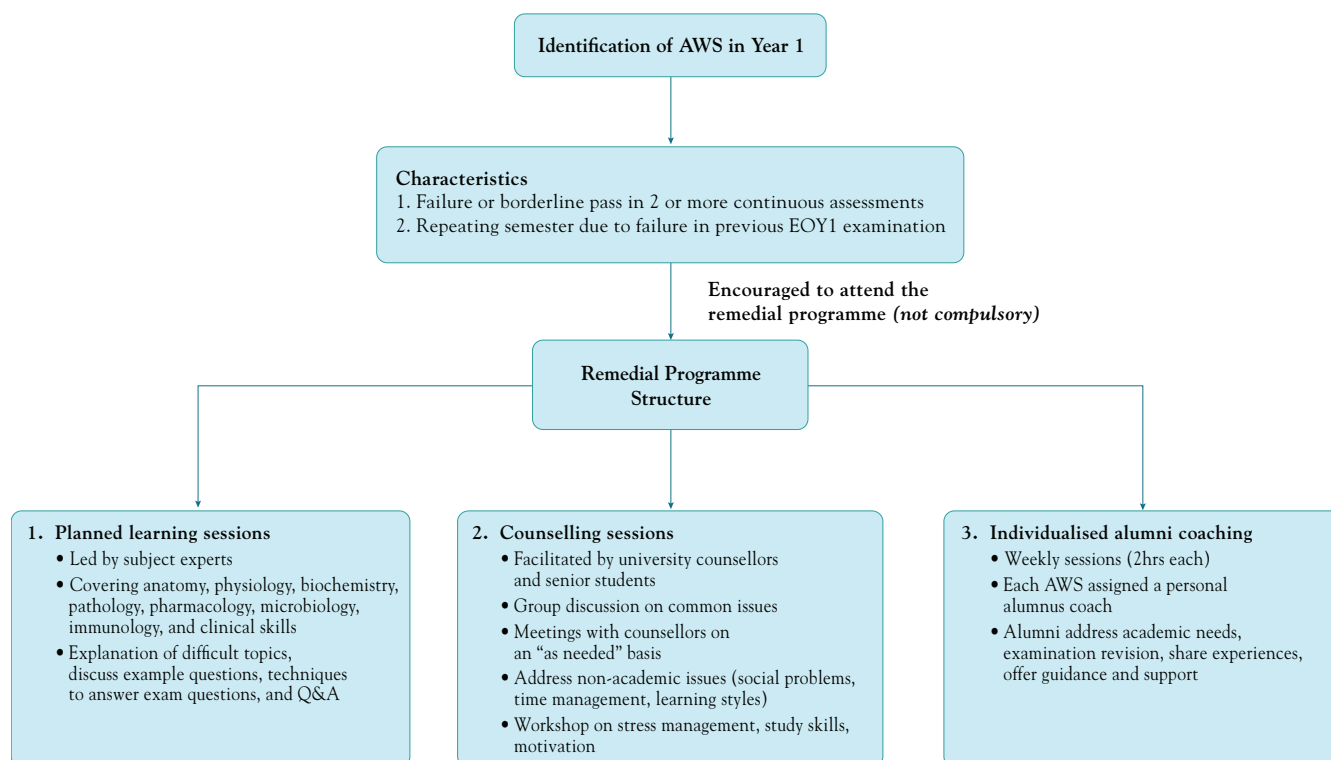 Identification of AWS in Year 1
Characteristics
1. Failure or borderline pass in 2 or more continuous assessments
2. Repeating semester due to failure in previous EOY1 examination
Encouraged to attend the
remedial programme (not compulsory)
Remedial Programme
Structure
1. Planned learning sessions
• Led by subject experts
• Covering anatomy, physiology, biochemistry,
pathology, pharmacology, microbiology,
immunology, and clinical skills
• Explanation of difficult topics,
discuss example questions, techniques
to answer exam questions, and Q&A
2. Counselling sessions
• Facilitated by university counsellors
and senior students
• Group discussion on common issues
• Meetings with counsellors on
an “as needed” basis
• Address non-academic issues (social problems,
time management, learning styles)
• Workshop on stress management, study skills,
motivation
3. Individualised alumni coaching
• Weekly sessions (2hrs each)
• Each AWS assigned a personal
alumnus coach
• Alumni address academic needs,
examination revision, share experiences,
offer guidance and support